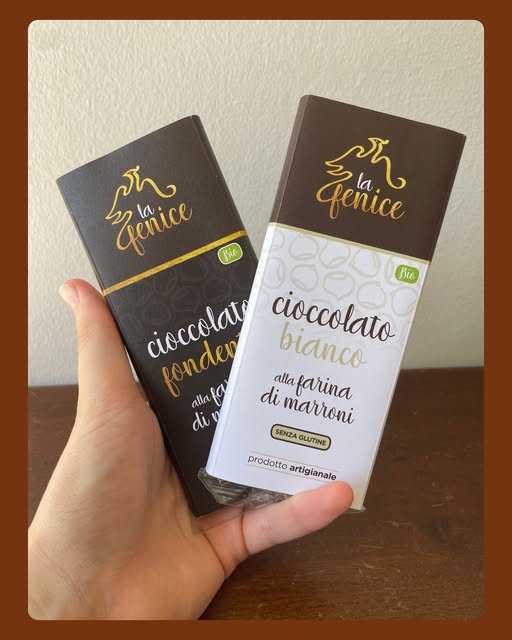 la
fenice
Bio
cioccolato
alla
la
fenice
Bio
cioccolato
bianco
alla farina
di marroni
SENZA GLUTINE
prodotto artigianale